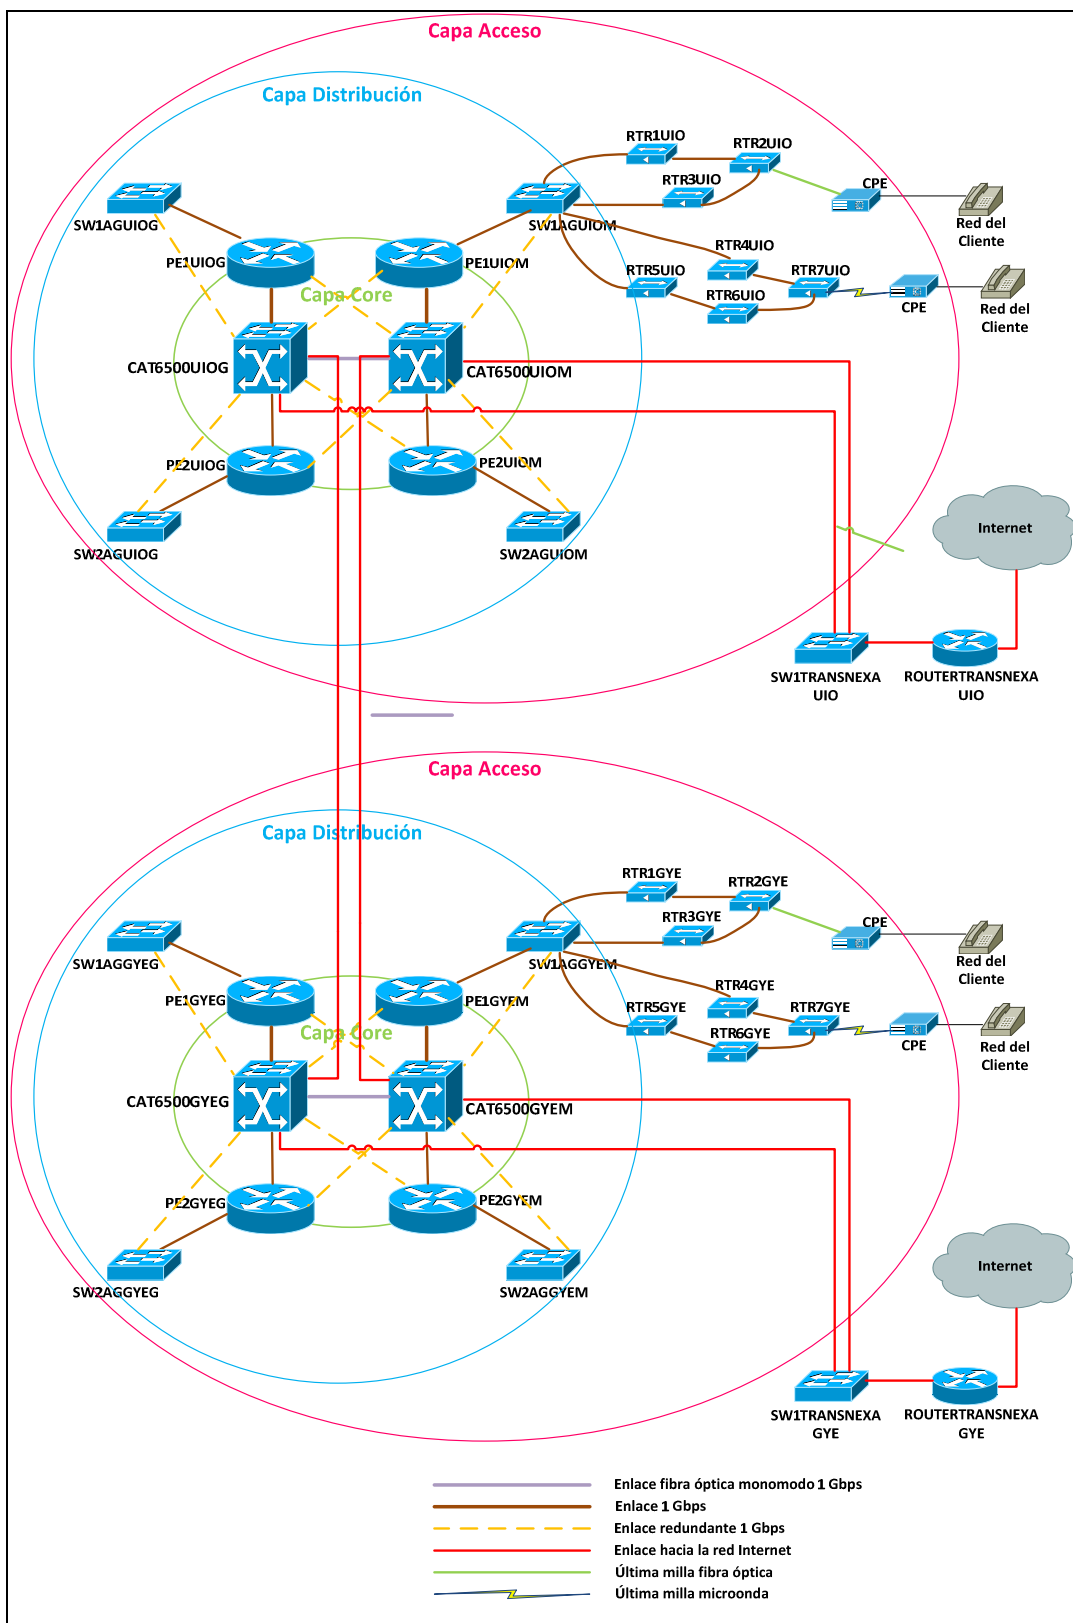 Capa Acceso
Capa Distribución
RTR1UIO
RTR2UIO
RTR3UIO
CPE
SW1AGUIOG
SW1AGUIOM
Red del
Cliente
PE1UIOG
PE1UIOM
RTR4UIO
RTR5UIO
RTR7UIO
RTR6UIO
CPE
Red del
Cliente
Capa Core
CAT6500UIOG
CAT6500UIOM
PE2UIOG
PE2UIOM
SW2AGUIOG
SW2AGUIOM
Internet
SW1TRANSNEXA
UIO
ROUTERTRANSNEXA
UIO
Capa Acceso
Capa Distribución
RTR1GYE
RTR2GYE
RTR3GYE
CPE
SW1AGGYEG
SW1AGGYEM
Red del
Cliente
PE1GYEG
PE1GYEM
RTR4GYE
RTR5GYE
RTR7GYE
RTR6GYE
CPE
Red del
Cliente
Capa Core
CAT6500GYEG
CAT6500GYEM
PE2GYEG
PE2GYEM
SW2AGGYEG
SW2AGGYEM
Internet
SW1TRANSNEXA
GYE
ROUTERTRANSNEXA
GYE
Enlace fibra óptica monomodo 1 Gbps
Enlace 1 Gbps
Enlace redundante 1 Gbps
Enlace hacia la red Internet
Última milla fibra óptica
Última milla microonda